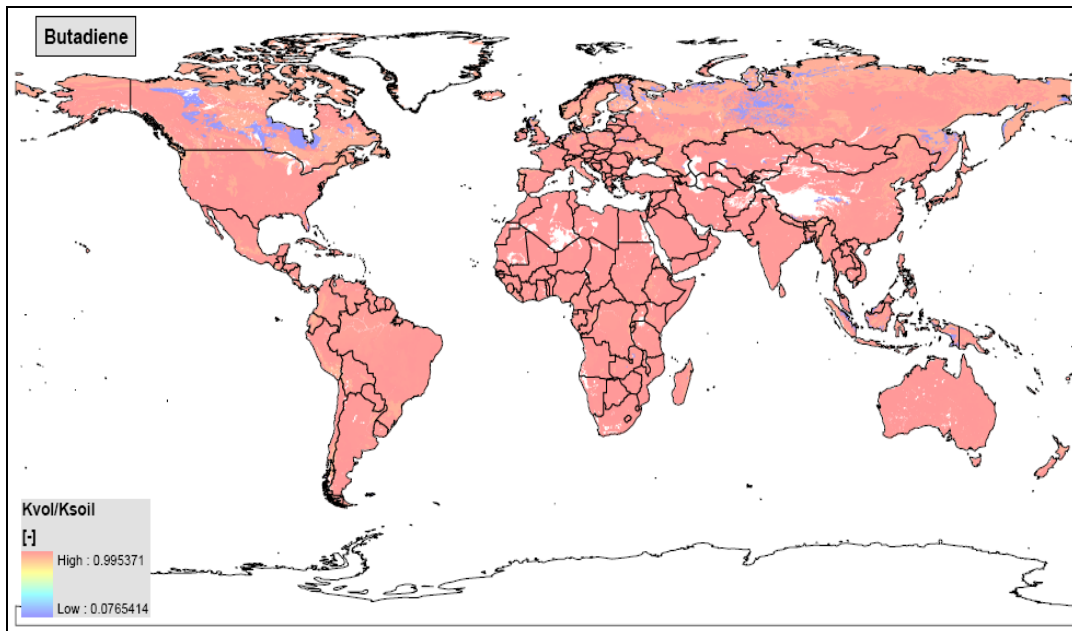 Butadiene
Kvol/Ksoil
[-]
High : 0.995371
Low : 0.0765414